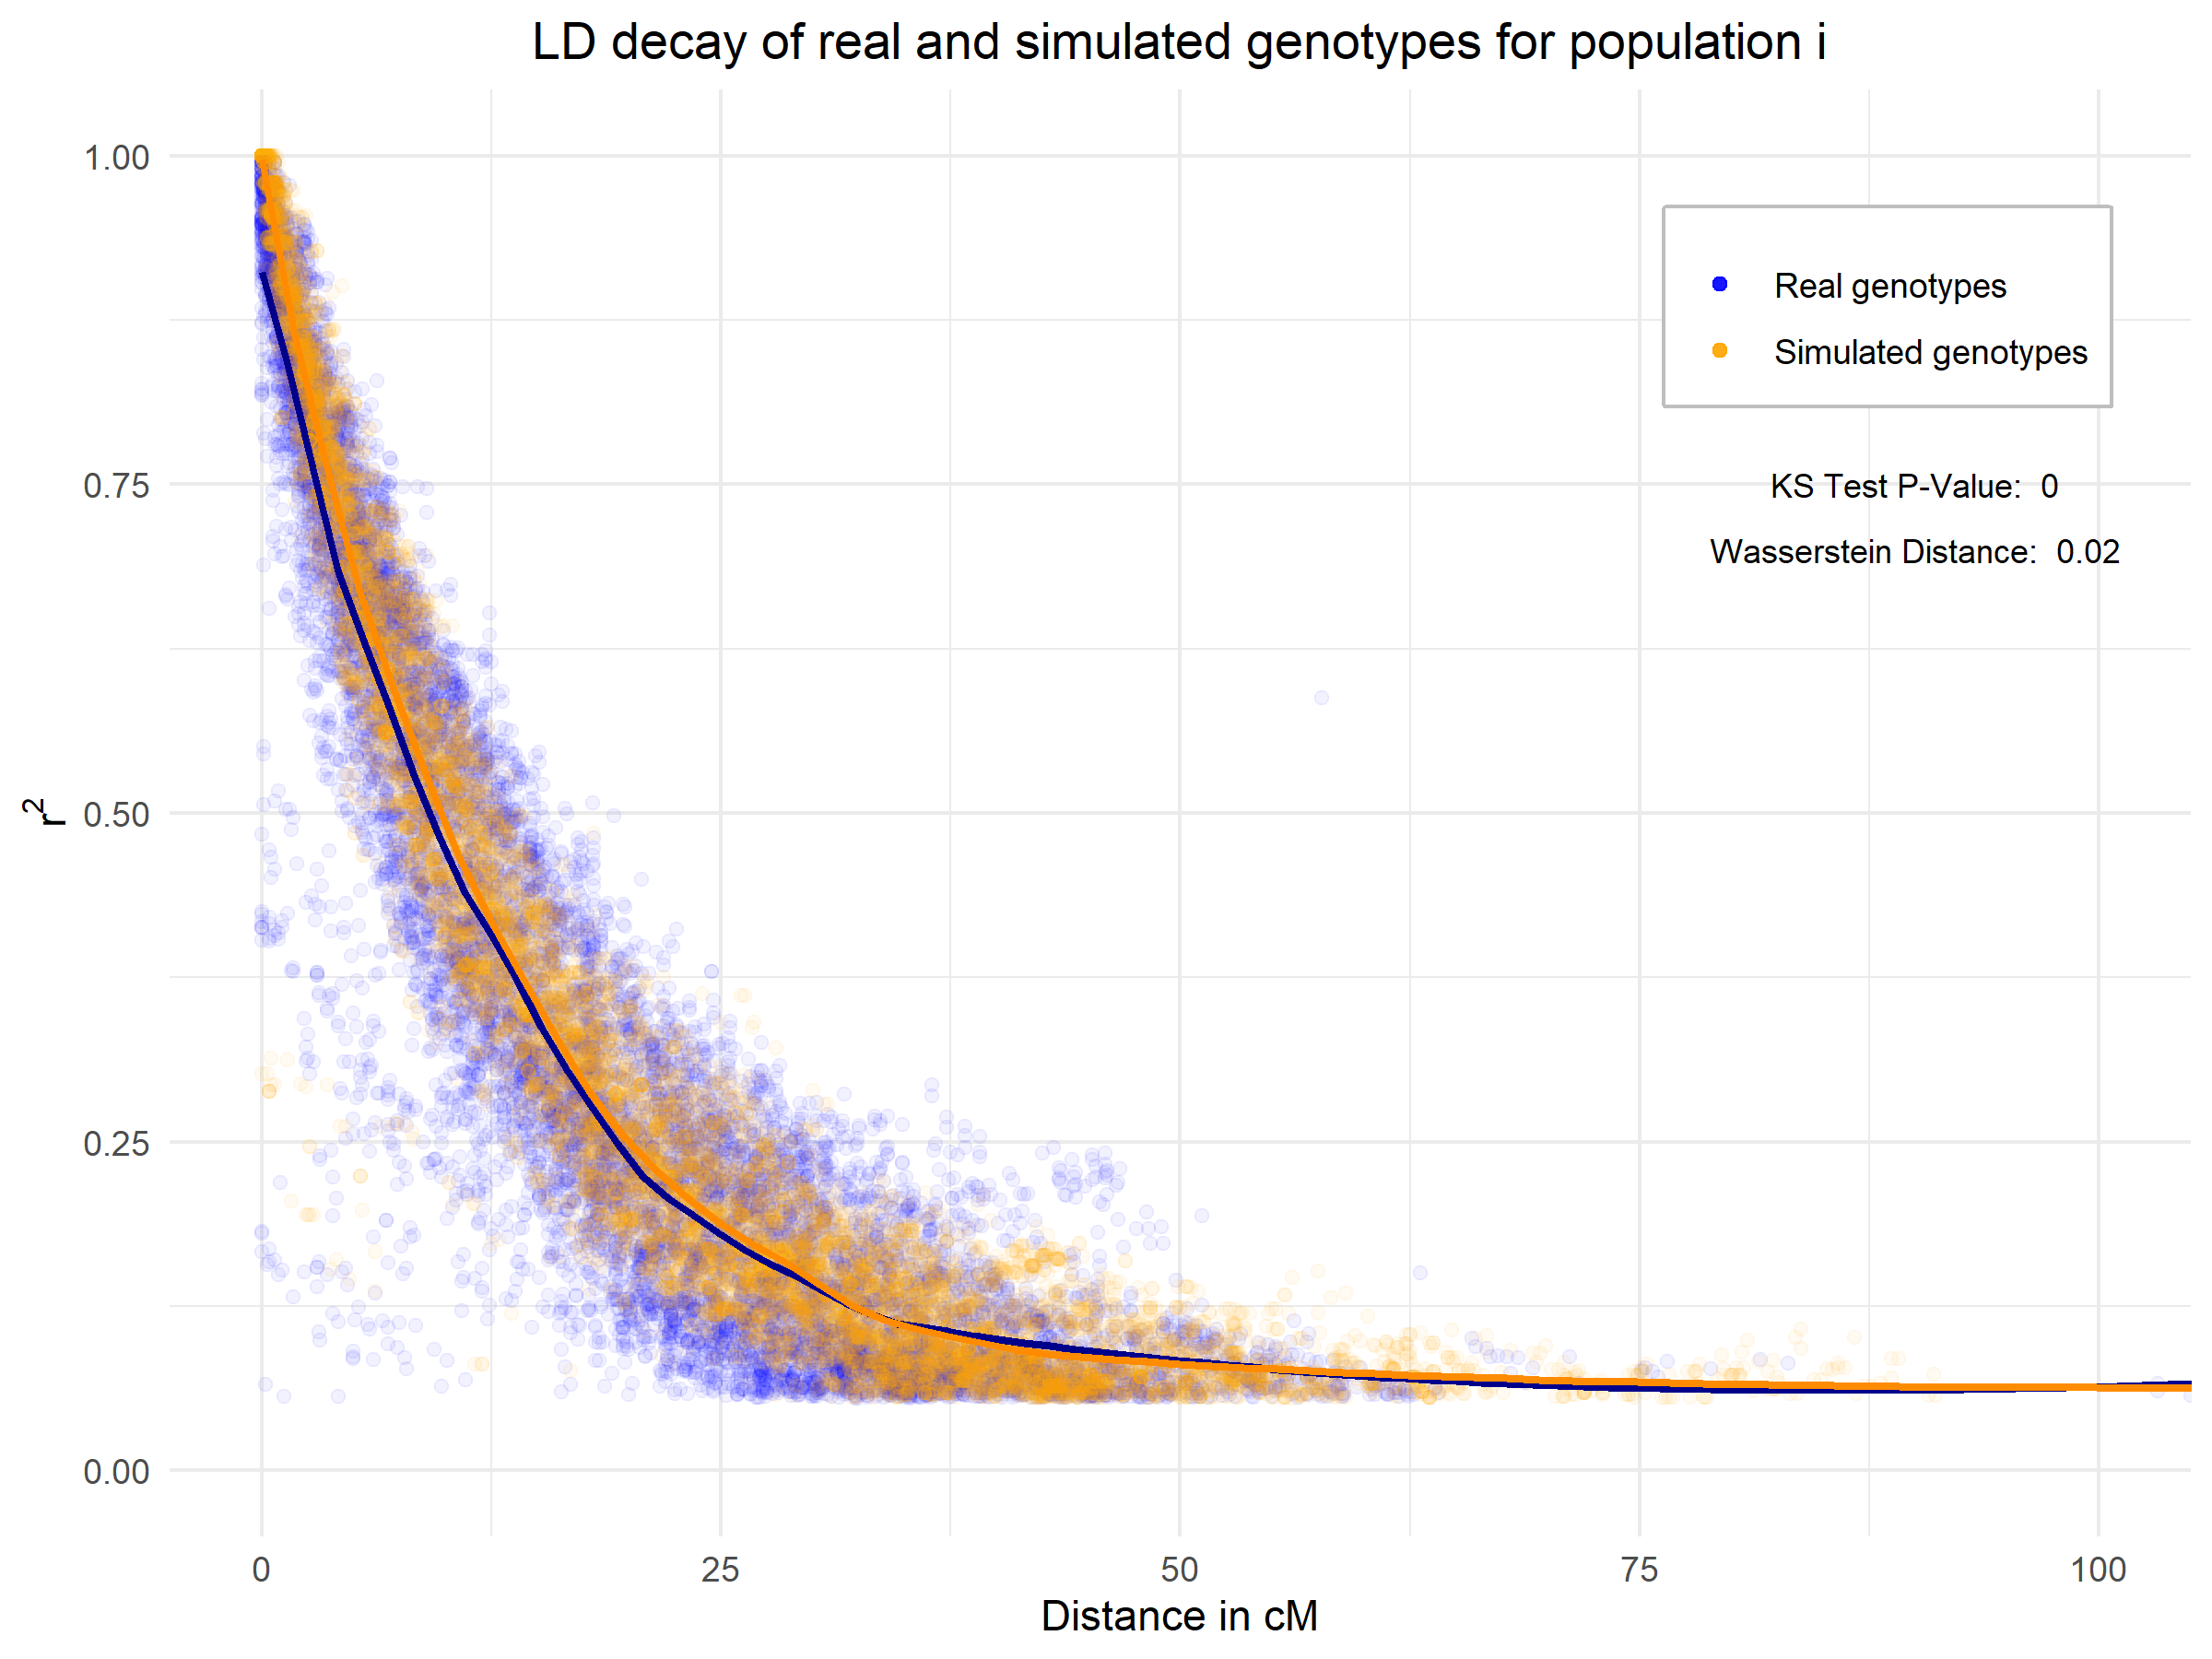 LD decay of real and simulated genotypes for population i
1.00
0.75
0.50
0.25
0.00
r²
Real genotypes
Simulated genotypes
KS Test P-Value: 0
Wasserstein Distance: 0.02
0 25 50 75 100
Distance in cM